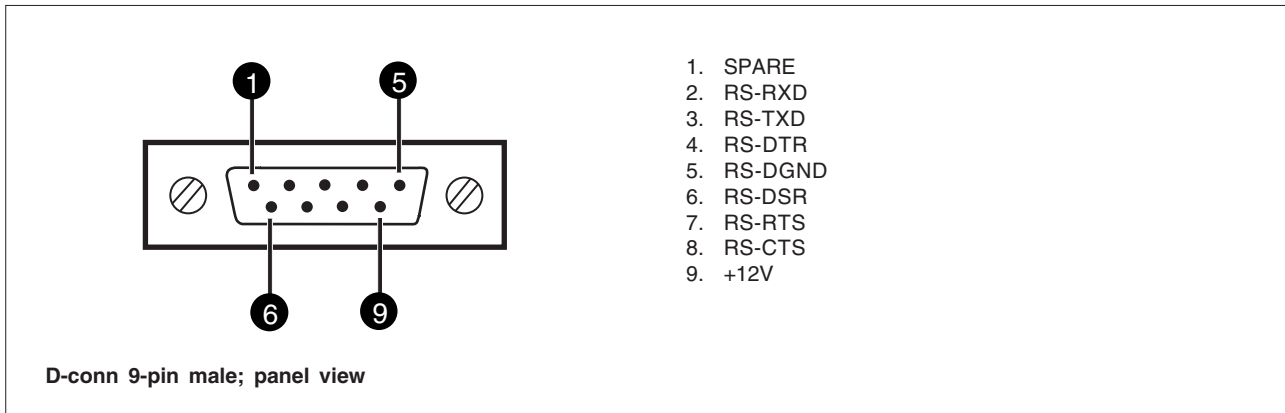 1 5
6 9
D-conn 9-pin male; panel view
1. SPARE
2. RS-RXD
3. RS-TXD
4. RS-DTR
5. RS-DGND
6. RS-DSR
7. RS-RTS
8. RS-CTS
9. +12V